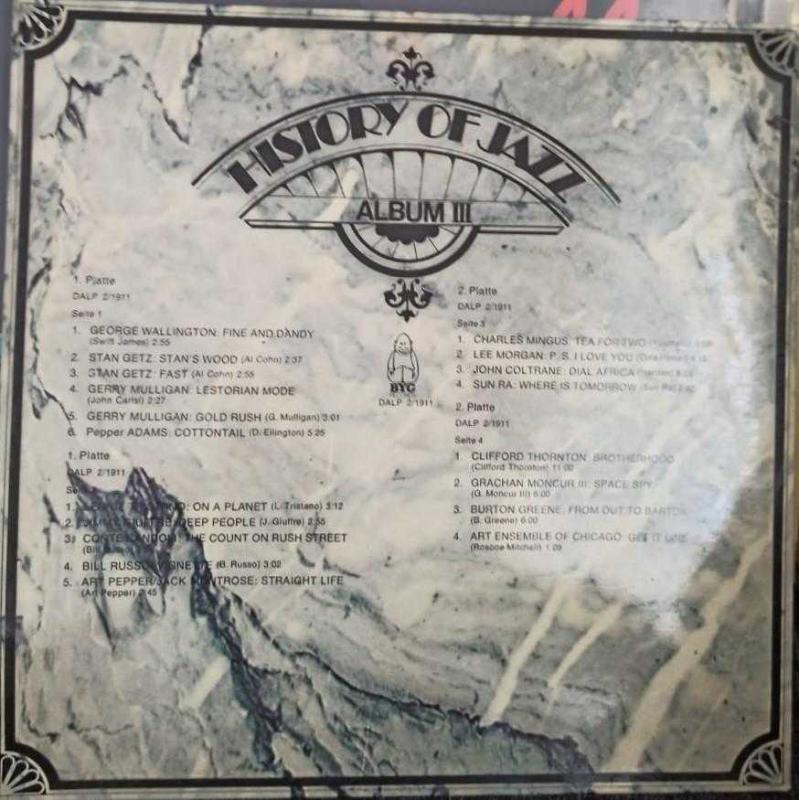 HISTORY OF JAZZ
ALBUM III
1. Platte
DALP 2/1911
Seite 1
1. GEORGE WALLINGTON: FINE AND DANDY
(Swift James) 2:55
2. STAN GETZ: STAN'S WOOD (Al Cohn) 2:37
3. STAN GETZ: FAST (Al Cohn) 2:55
4. GERRY MULLIGAN: LESTORIAN MODE
(John Carisi) 2:27
5. GERRY MULLIGAN: GOLD RUSH (G. Mulligan) 3:01
6. Pepper ADAMS: COTTONTAIL (D. Ellington) 5:25
1. Platte
DALP 2/1911
1. ON A PLANET (L. Tristano) 3:12
2. DEEP PEOPLE (J. Giuffre) 2:55
3. CONTE CANDOLI: THE COUNT ON RUSH STREET
4. BILL RUSSO: (B. Russo) 3:02
5. ART PEPPER/JACK MONTROSE: STRAIGHT LIFE
(Art Pepper) 2:45
BYG
DALP 2/1911
2. Platte
DALP 2/1911
Seite 3
1. CHARLES MINGUS: TEA FOR TWO
2. LEE MORGAN: P. S. I LOVE YOU
3. JOHN COLTRANE: DIAL AFRICA
4. SUN RA: WHERE IS TOMORROW (Sun Ra)
2. Platte
DALP 2/1911
Seite 4
1. CLIFFORD THORNTON: BROTHERHOOD
(Clifford Thornton) 11:00
2. GRACHAN MONCUR III: SPACE SPY
(G. Moncur III) 6:00
3. BURTON GREENE: FROM OUT TO BARTOK
(B. Greene) 6:00
4. ART ENSEMBLE OF CHICAGO: GET IT
(Roscoe Mitchell) 1:09